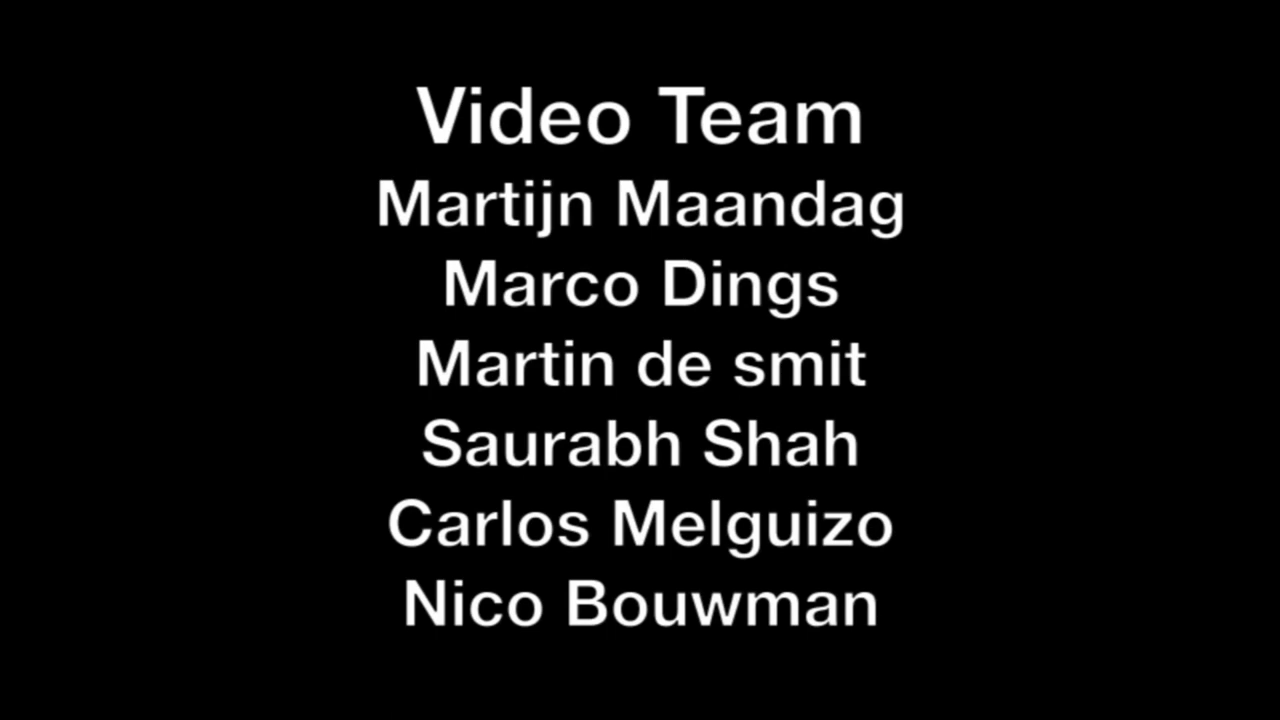 Video Team
Martijn Maandag
Marco Dings
Martin de smit
Saurabh Shah
Carlos Melguizo
Nico Bouwman